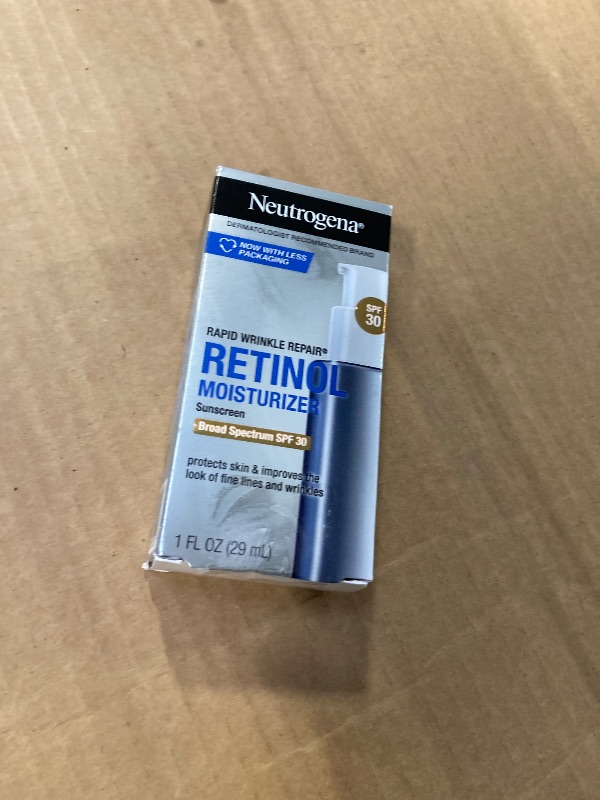 Neutrogena®
DERMATOLOGIST RECOMMENDED BRAND
NOW WITH LESS
PACKAGING
SPF
30
RAPID WRINKLE REPAIR®
RETINOL
MOISTURIZER
Sunscreen
Broad Spectrum SPF 30
protects skin & improves the
look of fine lines and wrinkles
1 FL OZ (29 mL)